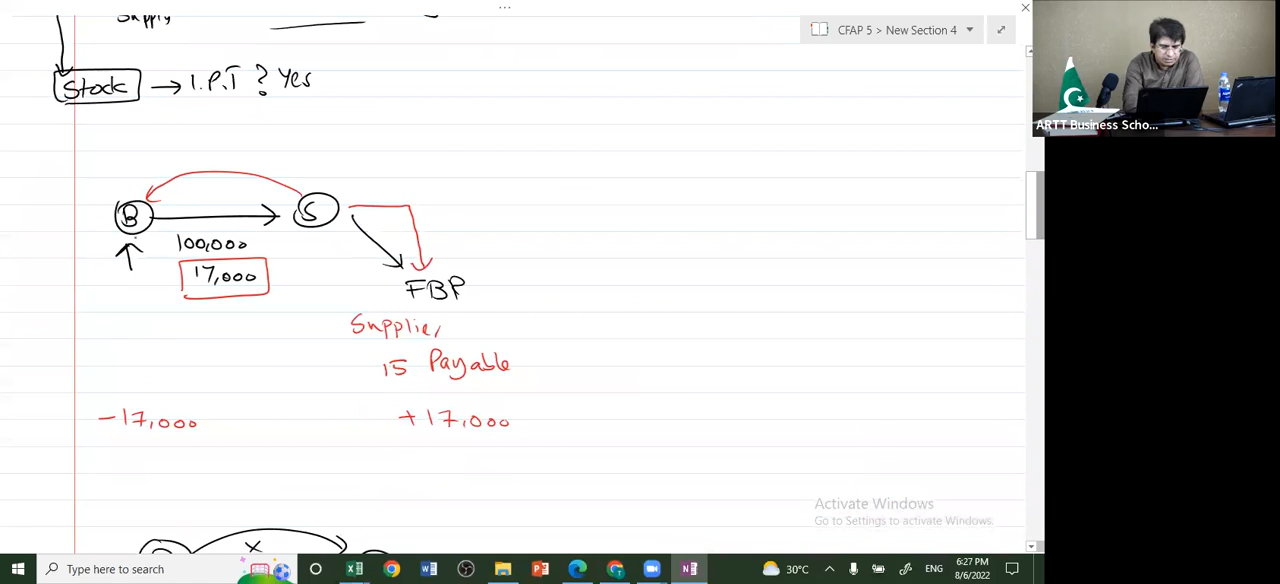 Supply
CFAP 5 > New Section 4
Stock → I.P.T ? Yes
ARTT Business Scho...
B
S
100,000
17,000
FBR
Supplier
is Payable
-17,000
+17,000
Activate Windows
Go to Settings to activate Windows.
Type here to search
30°C
ENG
6:27 PM
8/6/2022